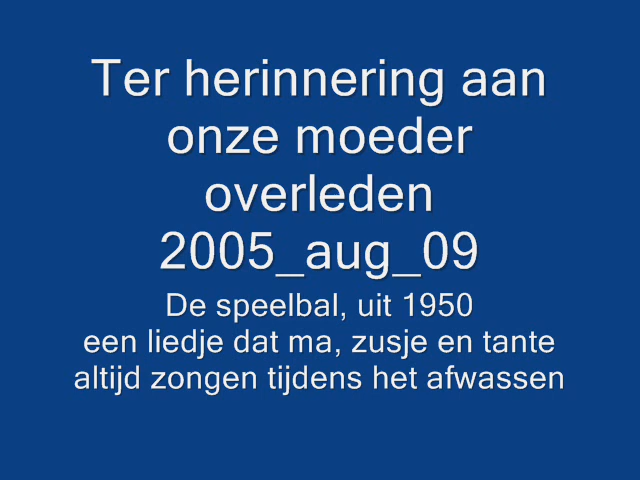 Ter herinnering aan
onze moeder
overleden
2005_aug_09
De speelbal, uit 1950
een liedje dat ma, zusje en tante
altijd zongen tijdens het afwassen